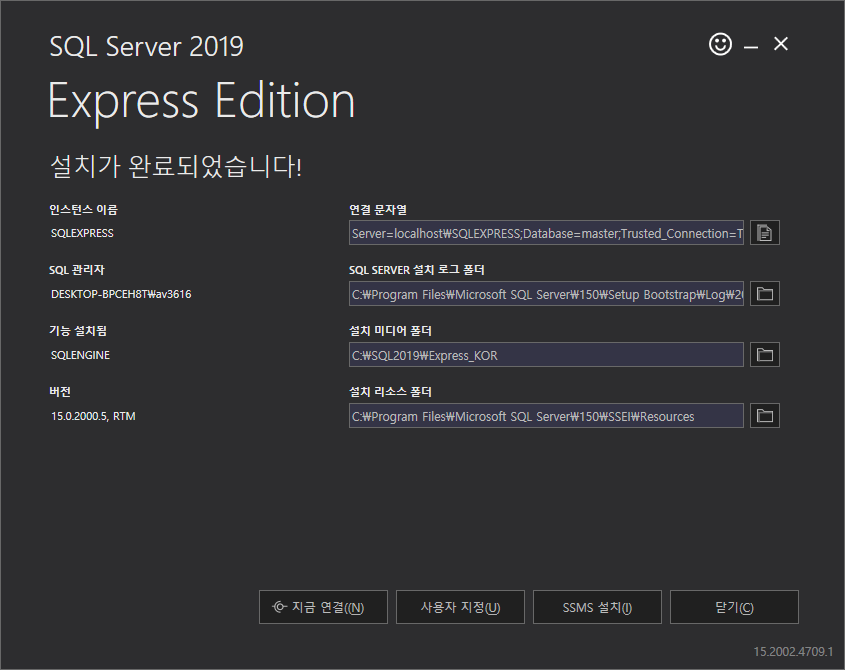 SQL Server 2019
Express Edition
설치가 완료되었습니다!
인스턴스 이름
SQLEXPRESS
연결 문자열
Server=localhost₩SQLEXPRESS;Database=master;Trusted_Connection=T
SQL 관리자
DESKTOP-BPCEH8T₩av3616
SQL SERVER 설치 로그 폴더
C:₩Program Files₩Microsoft SQL Server₩150₩Setup Bootstrap₩Log₩20
기능 설치됨
SQLENGINE
설치 미디어 폴더
C:₩SQL2019₩Express_KOR
버전
15.0.2000.5, RTM
설치 리소스 폴더
C:₩Program Files₩Microsoft SQL Server₩150₩SSEI₩Resources
지금 연결((N) 사용자 지정(U) SSMS 설치(I) 닫기(C)
15.2002.4709.1